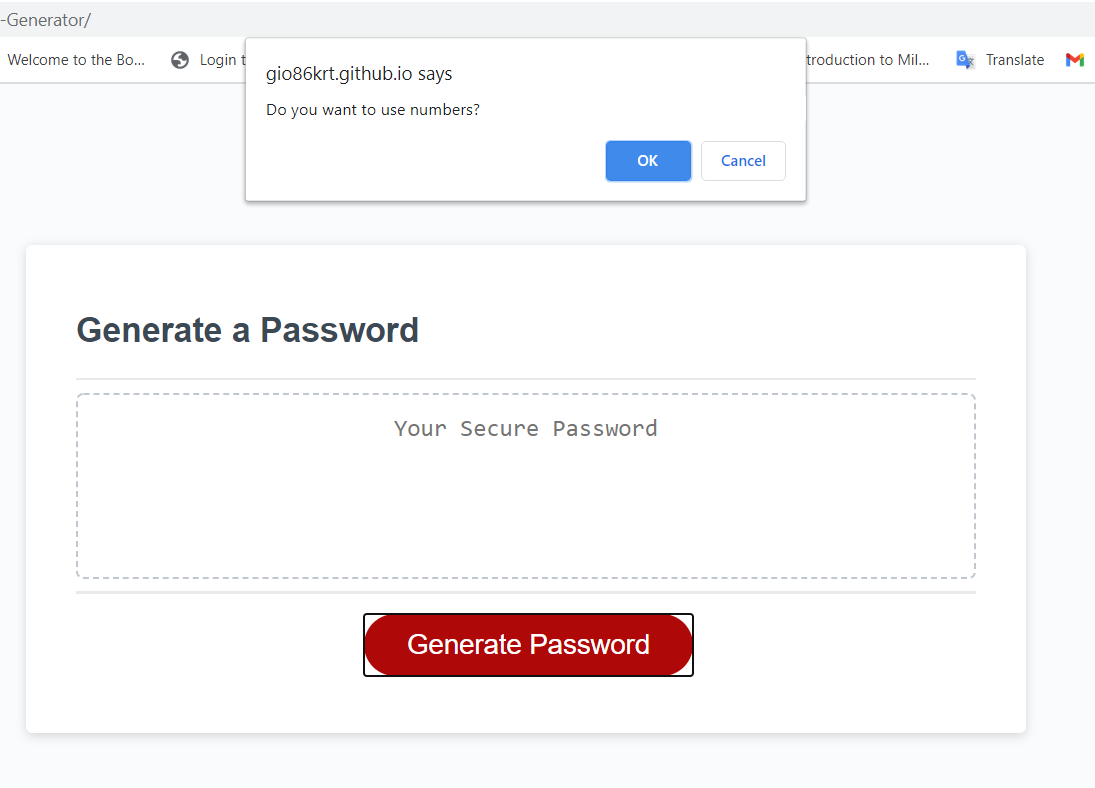 -Generator/
Welcome to the Bo... Login t troduction to Mil... Translate
gio86krt.github.io says
Do you want to use numbers?
OK Cancel
Generate a Password
Your Secure Password
Generate Password